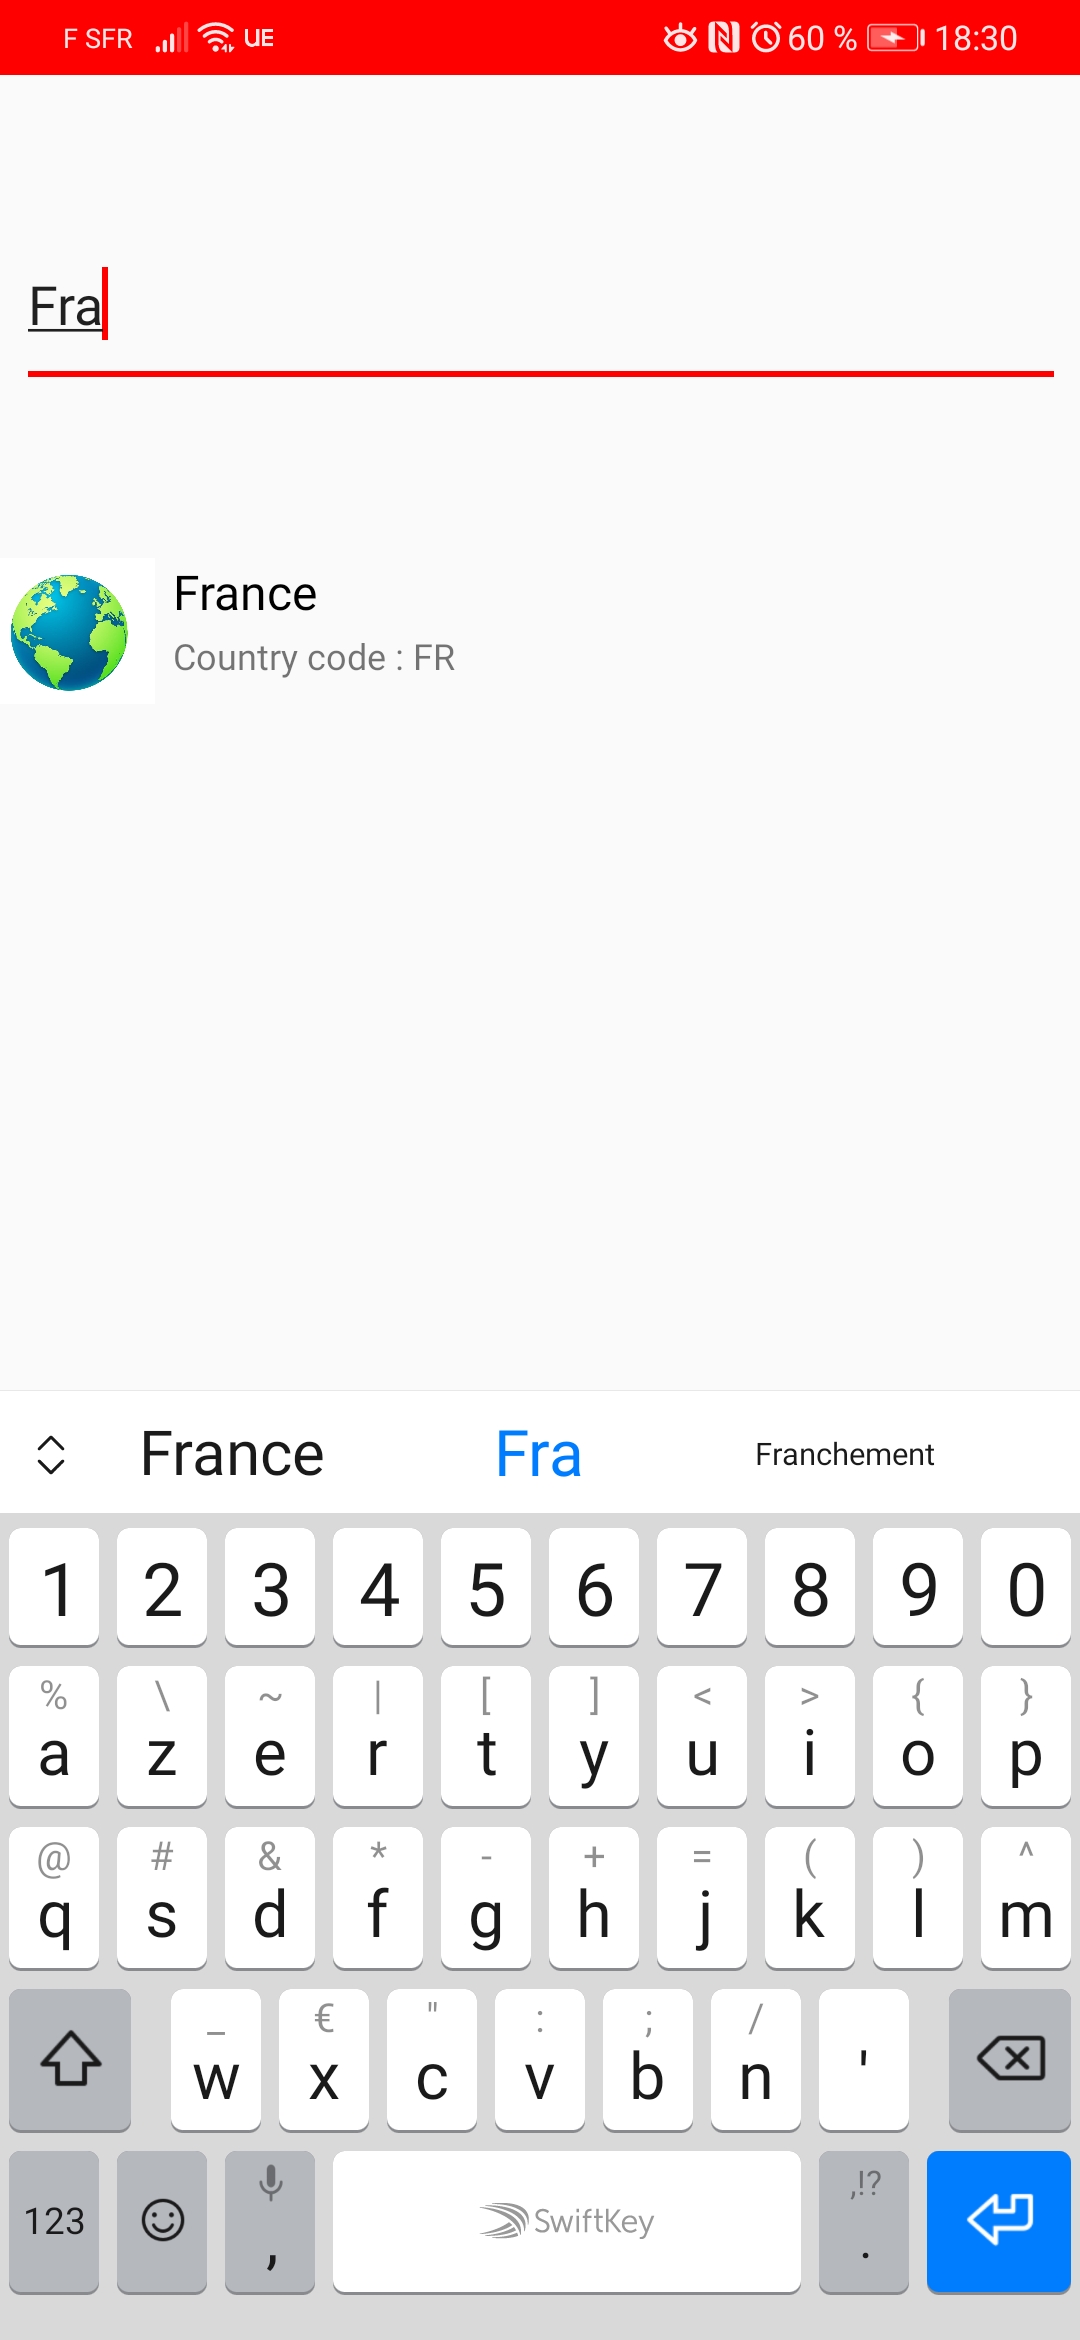 F SFR UE 60 % 18:30
Fra
France
Country code : FR
France Fra Franchement
1 2 3 4 5 6 7 8 9 0
% \ ~ | [ ] < > { }
a z e r t y u i o p
@ # & * - + = ( ) ^
q s d f g h j k l m
_ € " : ; /
w x c v b n '
,!?
123 , SwiftKey .